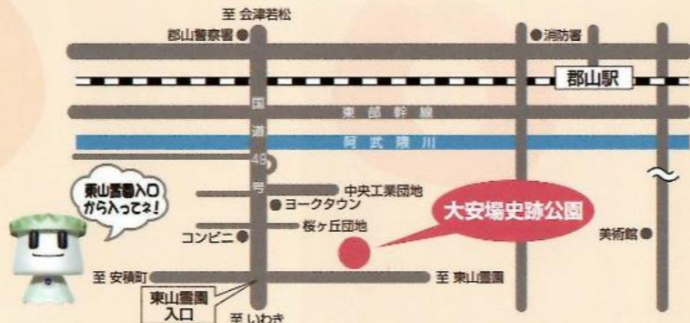 至 会津若松
郡山警察署
消防署
郡山駅
国道49号
東部幹線
阿武隈川
東山霊園入口
から入ってネ！
中央工業団地
ヨークタウン
大安場史跡公園
桜ヶ丘団地
コンビニ
美術館
至 安積町
至 東山霊園
東山霊園
入口
至 いわき